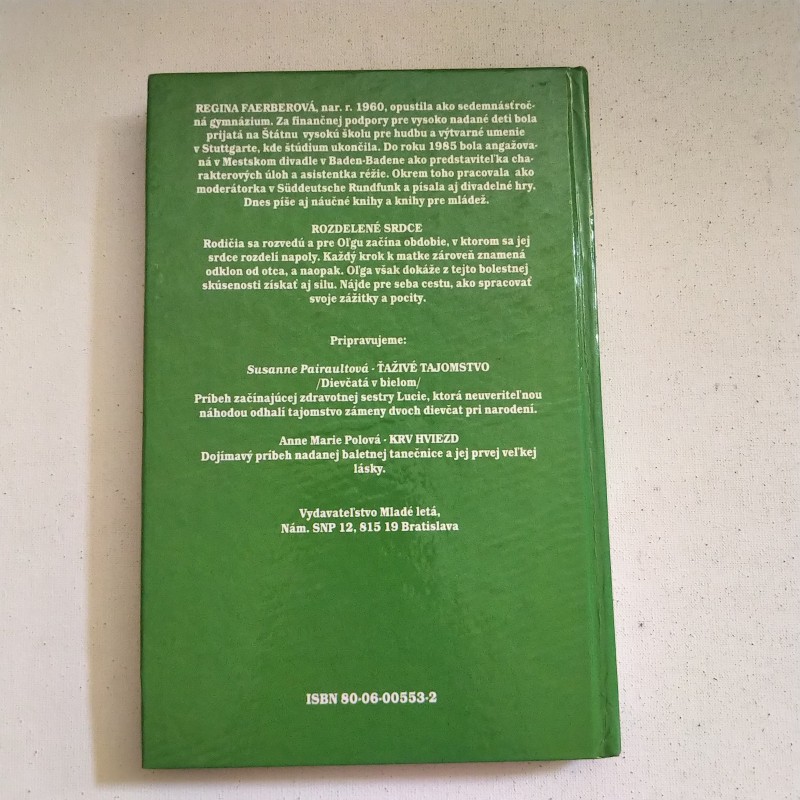 REGINA FAERBEROVÁ, nar. r. 1960, opustila ako sedemnásťroč-
ná gymnázium. Za finančnej podpory pre vysoko nadané deti bola
prijatá na Štátnu vysokú školu pre hudbu a výtvarné umenie
v Stuttgarte, kde štúdium ukončila. Do roku 1985 bola angažova-
ná v Mestskom divadle v Baden-Badene ako predstaviteľka cha-
rakterových úloh a asistentka réžie. Okrem toho pracovala ako
moderátorka v Süddeutsche Rundfunk a písala aj divadelné hry.
Dnes píše aj náučné knihy a knihy pre mládež.
ROZDELENÉ SRDCE
Rodičia sa rozvedú a pre Oľgu začína obdobie, v ktorom sa jej
srdce rozdelí napoly. Každý krok k matke zároveň znamená
odklon od otca, a naopak. Oľga však dokáže z tejto bolestnej
skúsenosti získať aj silu. Nájde pre seba cestu, ako spracovať
svoje zážitky a pocity.
Pripravujeme:
Susanne Pairaultová - ŤAŽIVÉ TAJOMSTVO
/Dievčatá v bielom/
Príbeh začínajúcej zdravotnej sestry Lucie, ktorá neuveriteľnou
náhodou odhalí tajomstvo zámeny dvoch dievčat pri narodení.
Anne Marie Polová - KRV HVIEZD
Dojímavý príbeh nadanej baletnej tanečnice a jej prvej veľkej
lásky.
Vydavateľstvo Mladé letá,
Nám. SNP 12, 815 19 Bratislava
ISBN 80-06-00553-2